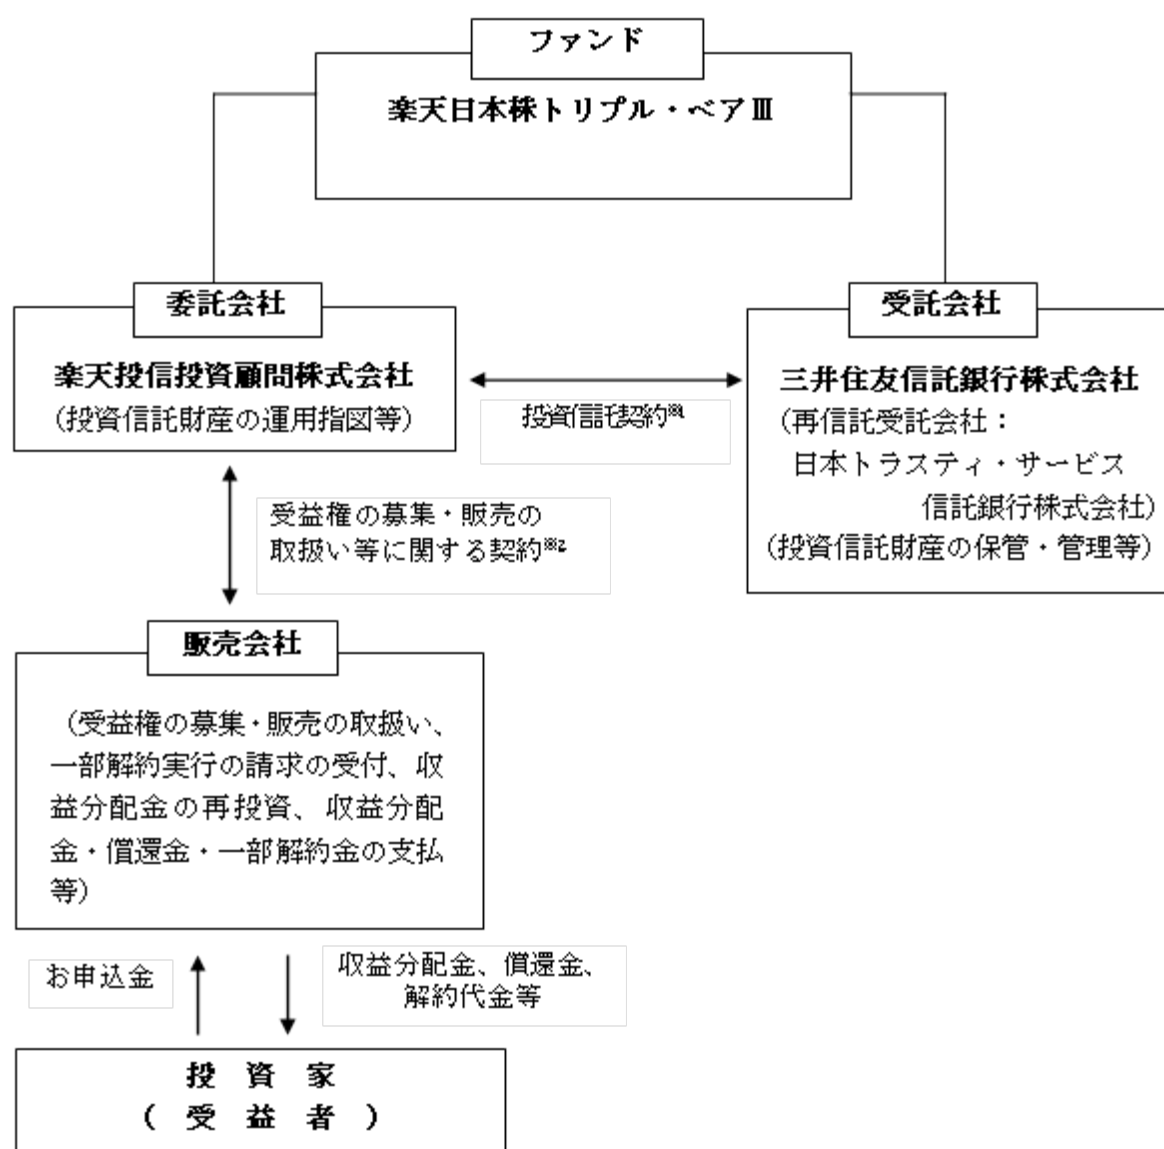 ファンド
楽天日本株トリプル・ベアⅢ
委託会社
楽天投信投資顧問株式会社
(投資信託財産の運用指図等)
投資信託契約※1
受託会社
三井住友信託銀行株式会社
(再信託受託会社:
日本トラスティ・サービス
信託銀行株式会社)
(投資信託財産の保管・管理等)
受益権の募集・販売の
取扱い等に関する契約※2
販売会社
(受益権の募集・販売の取扱い、
一部解約実行の請求の受付、収
益分配金の再投資、収益分配
金・償還金・一部解約金の支払
等)
お申込金
収益分配金、償還金、
解約代金等
投資家
(受益者)